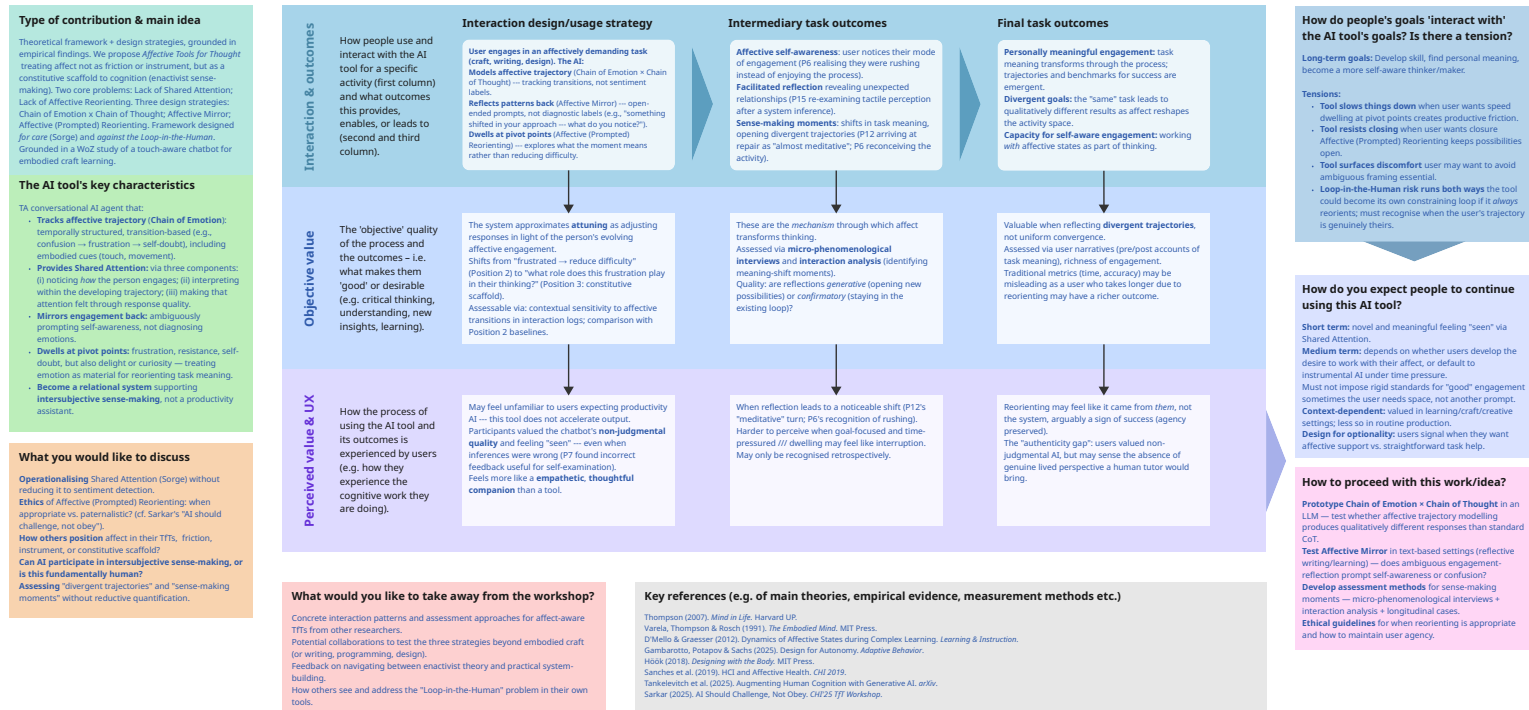 Type of contribution & main idea
Theoretical framework + design strategies, grounded in
empirical findings. We propose Affective Tools for Thought
treating affect not as friction or instrument, but as a
constitutive scaffold to cognition (enactivist sense-
making). Two core problems: Lack of Shared Attention;
Lack of Affective Reorienting. Three design strategies:
Chain of Emotion x Chain of Thought; Affective Mirror;
Affective (Prompted) Reorienting. Framework designed
for care (Sorge) and against the Loop-in-the-Human.
Grounded in a WoZ study of a touch-aware chatbot for
embodied craft learning.
The AI tool's key characteristics
TA conversational AI agent that:
• Tracks affective trajectory (Chain of Emotion):
temporally structured, transition-based (e.g.,
confusion → frustration → self-doubt), including
embodied cues (touch, movement).
• Provides Shared Attention: via three components:
(i) noticing how the person engages; (ii) interpreting
within the developing trajectory; (iii) making that
attention felt through response quality.
• Mirrors engagement back: ambiguously
prompting self-awareness, not diagnosing
emotions.
• Dwells at pivot points: frustration, resistance, self-
doubt, but also delight or curiosity — treating
emotion as material for reorienting task meaning.
• Become a relational system supporting
intersubjective sense-making, not a productivity
assistant.
What you would like to discuss
Operationalising Shared Attention (Sorge) without
reducing it to sentiment detection.
Ethics of Affective (Prompted) Reorienting: when
appropriate vs. paternalistic? (cf. Sarkar's "AI should
challenge, not obey").
How others position affect in their TfTs, friction,
instrument, or constitutive scaffold?
Can AI participate in intersubjective sense-making, or
is this fundamentally human?
Assessing "divergent trajectories" and "sense-making
moments" without reductive quantification.
Interaction & outcomes
How people use and
interact with the AI
tool for a specific
activity (first column)
and what outcomes
this provides,
enables, or leads to
(second and third
column).
Interaction design/usage strategy
User engages in an affectively demanding task
(craft, writing, design). The AI:
Models affective trajectory (Chain of Emotion × Chain
of Thought) — tracking transitions, not sentiment
labels.
Reflects patterns back (Affective Mirror) — open-
ended prompts, not diagnostic labels (e.g., "something
shifted in your approach — what do you notice?").
Dwells at pivot points (Affective (Prompted)
Reorienting) — explores what the moment means
rather than reducing difficulty.
Intermediary task outcomes
Affective self-awareness: user notices their mode
of engagement (P6 realising they were rushing
instead of enjoying the process).
Facilitated reflection revealing unexpected
relationships (P15 re-examining tactile perception
after a system inference).
Sense-making moments: shifts in task meaning,
opening divergent trajectories (P12 arriving at
repair as "almost meditative"; P6 reconceiving the
activity).
Final task outcomes
Personally meaningful engagement: task
meaning transforms through the process;
trajectories and benchmarks for success are
emergent.
Divergent goals: the "same" task leads to
qualitatively different results as affect reshapes
the activity space.
Capacity for self-aware engagement: working
with affective states as part of thinking.
Objective value
The 'objective' quality
of the process and
the outcomes – i.e.
what makes them
'good' or desirable
(e.g. critical thinking,
understanding, new
insights, learning).
The system approximates attuning as adjusting
responses in light of the person's evolving
affective engagement.
Shifts from "frustrated → reduce difficulty"
(Position 2) to "what role does this frustration play
in their thinking?" (Position 3: constitutive
scaffold).
Assessable via: contextual sensitivity to affective
transitions in interaction logs; comparison with
Position 2 baselines.
These are the mechanism through which affect
transforms thinking.
Assessed via micro-phenomenological
interviews and interaction analysis (identifying
meaning-shift moments).
Quality: are reflections generative (opening new
possibilities) or confirmatory (staying in the
existing loop)?
Valuable when reflecting divergent trajectories,
not uniform convergence.
Assessed via user narratives (pre/post accounts of
task meaning), richness of engagement.
Traditional metrics (time, accuracy) may be
misleading as a user who takes longer due to
reorienting may have a richer outcome.
Perceived value & UX
How the process of
using the AI tool and
its outcomes is
experienced by users
(e.g. how they
experience the
cognitive work they
are doing).
May feel unfamiliar to users expecting productivity
AI — this tool does not accelerate output.
Participants valued the chatbot's non-judgmental
quality and feeling "seen" — even when
inferences were wrong (P7 found incorrect
feedback useful for self-examination).
Feels more like a empathetic, thoughtful
companion than a tool.
When reflection leads to a noticeable shift (P12's
"meditative" turn; P6's recognition of rushing).
Harder to perceive when goal-focused and time-
pressured /// dwelling may feel like interruption.
May only be recognised retrospectively.
Reorienting may feel like it came from them, not
the system, arguably a sign of success (agency
preserved).
The "authenticity gap": users valued non-
judgmental AI, but may sense the absence of
genuine lived perspective a human tutor would
bring.
What would you like to take away from the workshop?
Concrete interaction patterns and assessment approaches for affect-aware
TfTs from other researchers.
Potential collaborations to test the three strategies beyond embodied craft
(or writing, programming, design).
Feedback on navigating between enactivist theory and practical system-
building.
How others see and address the "Loop-in-the-Human" problem in their own
tools.
Key references (e.g. of main theories, empirical evidence, measurement methods etc.)
Thompson (2007). Mind in Life. Harvard UP.
Varela, Thompson & Rosch (1991). The Embodied Mind. MIT Press.
D'Mello & Graesser (2012). Dynamics of Affective States during Complex Learning. Learning & Instruction.
Gambarotto, Potapov & Sachs (2025). Design for Autonomy. Adaptive Behavior.
Höök (2018). Designing with the Body. MIT Press.
Sanches et al. (2019). HCI and Affective Health. CHI 2019.
Tankelevitch et al. (2025). Augmenting Human Cognition with Generative AI. arXiv.
Sarkar (2025). AI Should Challenge, Not Obey. CHI'25 TfT Workshop.
How do people's goals 'interact with'
the AI tool's goals? Is there a tension?
Long-term goals: Develop skill, find personal meaning,
become a more self-aware thinker/maker.
Tensions:
• Tool slows things down when user wants speed
dwelling at pivot points creates productive friction.
• Tool resists closing when user wants closure
Affective (Prompted) Reorienting keeps possibilities
open.
• Tool surfaces discomfort user may want to avoid
ambiguous framing essential.
• Loop-in-the-Human risk runs both ways the tool
could become its own constraining loop if it always
reorients; must recognise when the user's trajectory
is genuinely theirs.
How do you expect people to continue
using this AI tool?
Short term: novel and meaningful feeling "seen" via
Shared Attention.
Medium term: depends on whether users develop the
desire to work with their affect, or default to
instrumental AI under time pressure.
Must not impose rigid standards for "good" engagement
sometimes the user needs space, not another prompt.
Context-dependent: valued in learning/craft/creative
settings; less so in routine production.
Design for optionality: users signal when they want
affective support vs. straightforward task help.
How to proceed with this work/idea?
Prototype Chain of Emotion × Chain of Thought in an
LLM — test whether affective trajectory modelling
produces qualitatively different responses than standard
CoT.
Test Affective Mirror in text-based settings (reflective
writing/learning) — does ambiguous engagement-
reflection prompt self-awareness or confusion?
Develop assessment methods for sense-making
moments — micro-phenomenological interviews +
interaction analysis + longitudinal cases.
Ethical guidelines for when reorienting is appropriate
and how to maintain user agency.